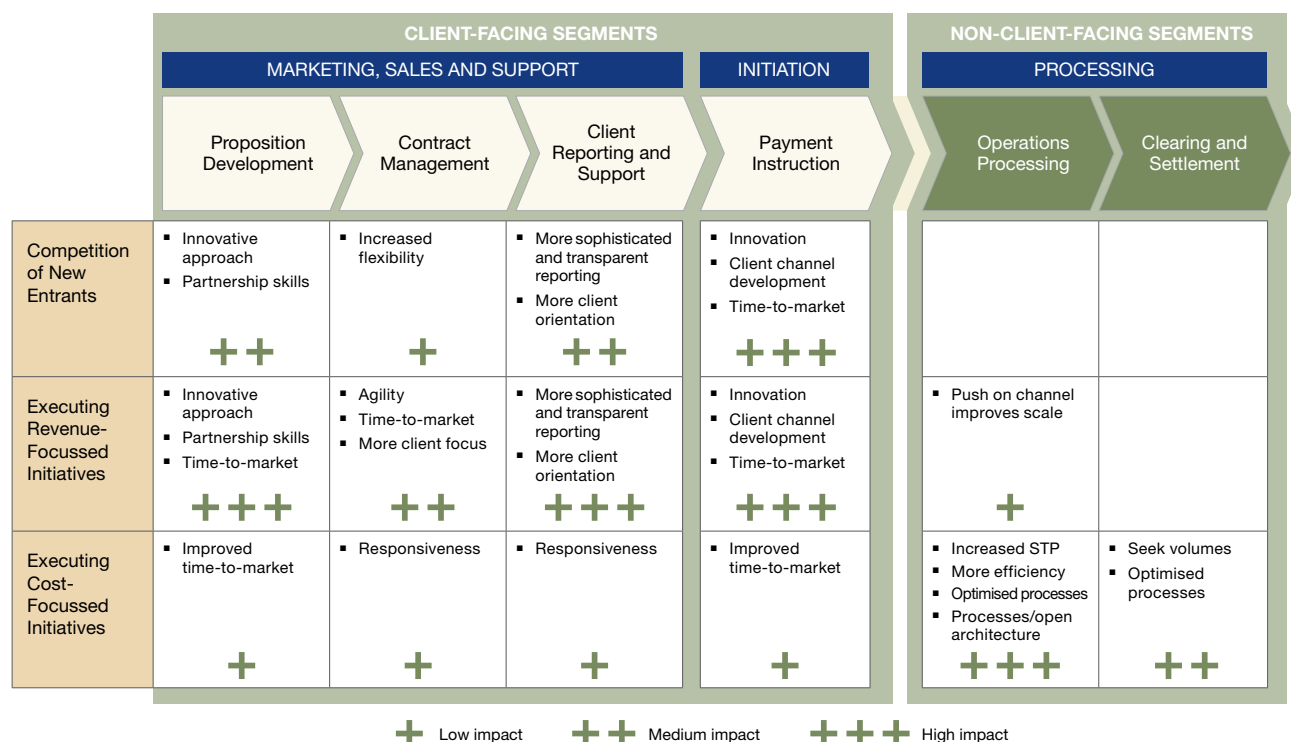 CLIENT-FACING SEGMENTS
NON-CLIENT-FACING SEGMENTS
MARKETING, SALES AND SUPPORT
INITIATION
PROCESSING
Proposition
Development
Contract
Management
Client
Reporting and
Support
Payment
Instruction
Operations
Processing
Clearing and
Settlement
Competition
of New
Entrants
▪ Innovative
approach
▪ Partnership skills
++
▪ Increased
flexibility
+
▪ More sophisticated
and transparent
reporting
▪ More client
orientation
++
▪ Innovation
▪ Client channel
development
▪ Time-to-market
+++
Executing
Revenue-
Focussed
Initiatives
▪ Innovative
approach
▪ Partnership skills
▪ Time-to-market
+++
▪ Agility
▪ Time-to-market
▪ More client focus
++
▪ More sophisticated
and transparent
reporting
▪ More client
orientation
+++
▪ Innovation
▪ Client channel
development
▪ Time-to-market
+++
▪ Push on channel
improves scale
+
Executing
Cost-
Focussed
Initiatives
▪ Improved
time-to-market
+
▪ Responsiveness
+
▪ Responsiveness
+
▪ Improved
time-to-market
+
▪ Increased STP
▪ More efficiency
▪ Optimised processes
▪ Processes/open
architecture
+++
▪ Seek volumes
▪ Optimised
processes
++
+ Low impact ++ Medium impact +++ High impact